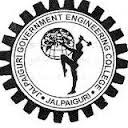 JALPAIGURI GOVERNMENT ENGINEERING COLLEGE
• JALPAIGURI •